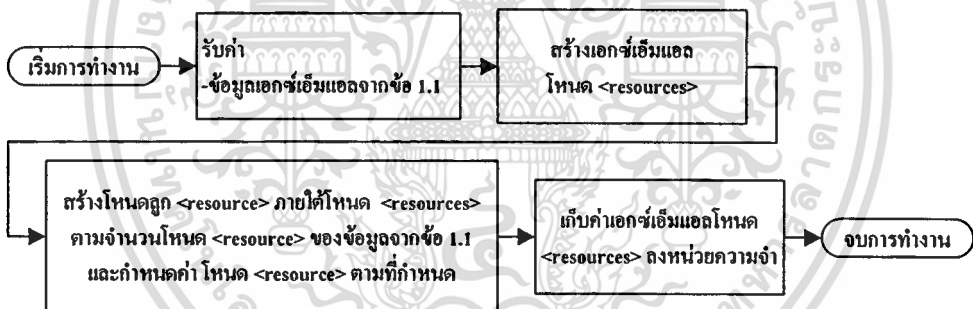 เริ่มการทำงาน
รับค่า
-ข้อมูลเอกซ์เอ็มแอลจากข้อ 1.1
สร้างเอกซ์เอ็มแอล
โหนด <resources>
สร้างโหนดลูก <resource> ภายใต้โหนด <resources>
ตามจำนวนโหนด <resource> ของข้อมูลจากข้อ 1.1
และกำหนดค่า โหนด <resource> ตามที่กำหนด
เก็บค่าเอกซ์เอ็มแอลโหนด
<resources> ลงหน่วยความจำ
จบการทำงาน